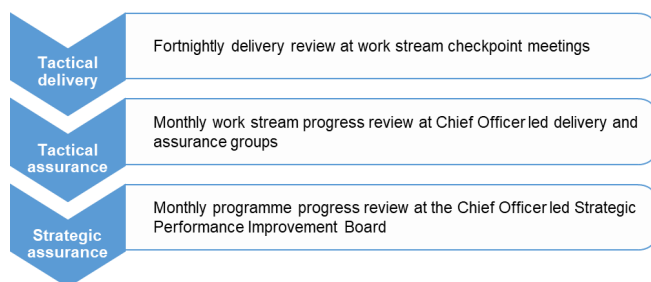 Tactical
delivery
Fortnightly delivery review at work stream checkpoint meetings
Tactical
assurance
Monthly work stream progress review at Chief Officer led delivery and
assurance groups
Strategic
assurance
Monthly programme progress review at the Chief Officer led Strategic
Performance Improvement Board